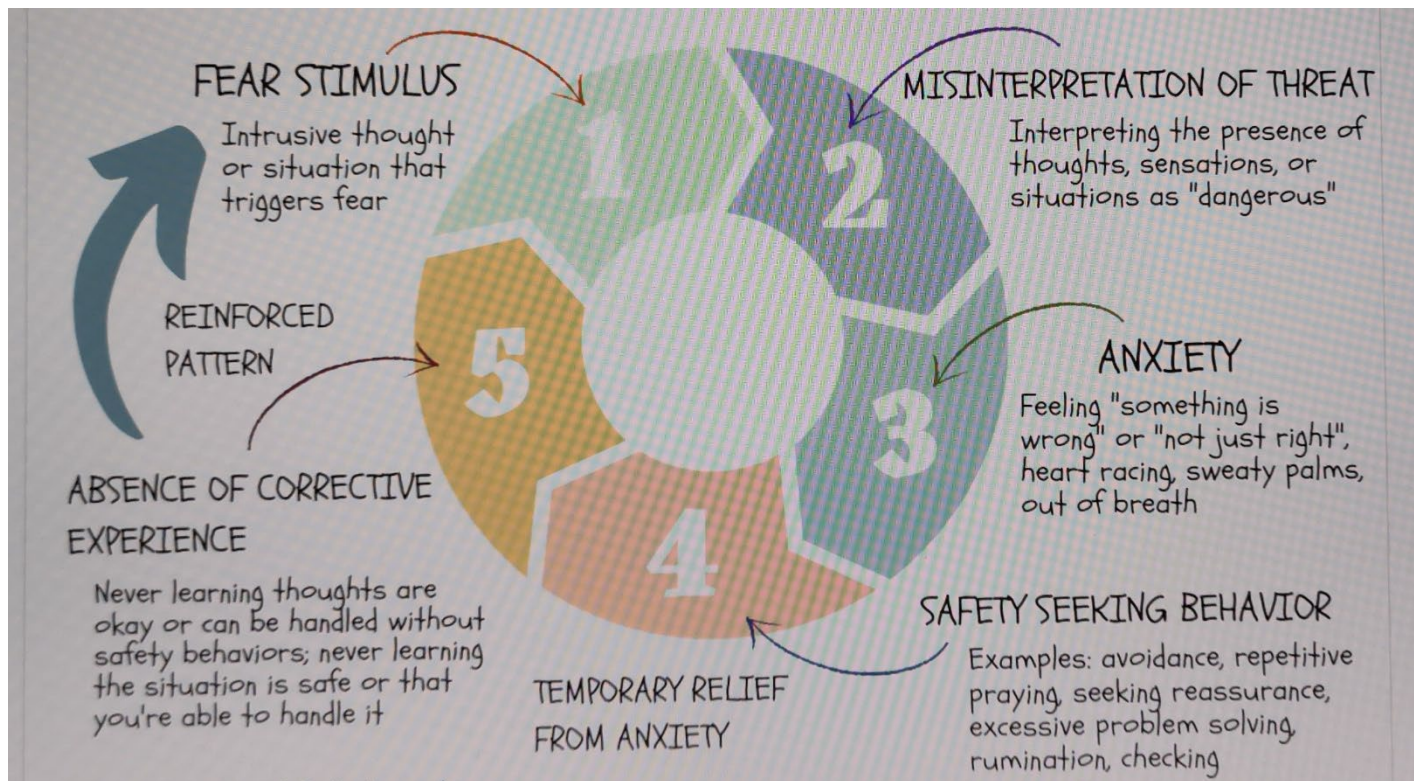 FEAR STIMULUS
Intrusive thought
or situation that
triggers fear
1
MISINTERPRETATION OF THREAT
Interpreting the presence of
thoughts, sensations, or
situations as "dangerous"
2
ANXIETY
Feeling "something is
wrong" or "not just right",
heart racing, sweaty palms,
out of breath
3
SAFETY SEEKING BEHAVIOR
Examples: avoidance, repetitive
praying, seeking reassurance,
excessive problem solving,
rumination, checking
4
TEMPORARY RELIEF
FROM ANXIETY
5
ABSENCE OF CORRECTIVE
EXPERIENCE
Never learning thoughts are
okay or can be handled without
safety behaviors; never learning
the situation is safe or that
you're able to handle it
REINFORCED
PATTERN